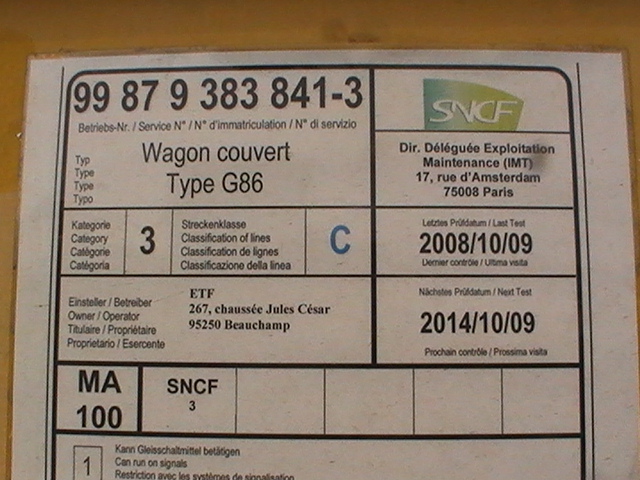 99 87 9 383 841-3
Betriebs-Nr. / Service N° / N° d'immatriculation / N° di servizio
Typ
Type
Type
Typo
Wagon couvert
Type G86
SNCF
Dir. Déléguée Exploitation
Maintenance (IMT)
17, rue d'Amsterdam
75008 Paris
Kategorie
Category
Catégorie
Catégoria
3
Streckenklasse
Classification of lines
Classification de lignes
Classificazione della linea
C
Letztes Prüfdatum / Last Test
2008/10/09
Dernier contrôle / Ultima visita
Einsteller / Betreiber
Owner / Operator
Titulaire / Propriétaire
Proprietario / Esercente
ETF
267, chaussée Jules César
95250 Beauchamp
Nächstes Prüfdatum / Next Test
2014/10/09
Prochain contrôle / Prossima visita
MA
100
SNCF
3
1
Kann Gleisschaltmittel betätigen
Can run on signals
Restriction avec les systèmes de signalisation